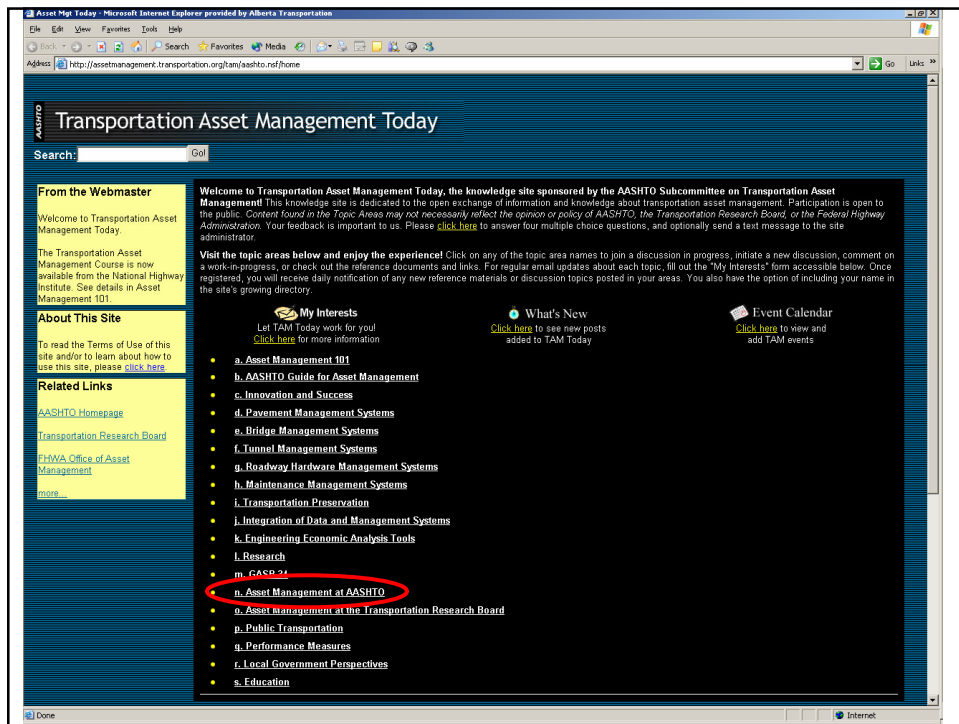 Asset Mgt Today - Microsoft Internet Explorer provided by Alberta Transportation
File Edit View Favorites Tools Help
Back Search Favorites Media
Address http://assetmanagement.transportation.org/tam/aashto.nsf/home Go Links »
AASHTO
Transportation Asset Management Today
Search: Go!
From the Webmaster
Welcome to Transportation Asset
Management Today.
The Transportation Asset
Management Course is now
available from the National Highway
Institute. See details in Asset
Management 101.
About This Site
To read the Terms of Use of this
site and/or to learn about how to
use this site, please click here.
Related Links
AASHTO Homepage
Transportation Research Board
FHWA Office of Asset
Management
more...
Welcome to Transportation Asset Management Today, the knowledge site sponsored by the AASHTO Subcommittee on Transportation Asset
Management! This knowledge site is dedicated to the open exchange of information and knowledge about transportation asset management. Participation is open to
the public. Content found in the Topic Areas may not necessarily reflect the opinion or policy of AASHTO, the Transportation Research Board, or the Federal Highway
Administration. Your feedback is important to us. Please click here to answer four multiple choice questions, and optionally send a text message to the site
administrator.
Visit the topic areas below and enjoy the experience! Click on any of the topic area names to join a discussion in progress, initiate a new discussion, comment on
a work-in-progress, or check out the reference documents and links. For regular email updates about each topic, fill out the "My Interests" form accessible below. Once
registered, you will receive daily notification of any new reference materials or discussion topics posted in your areas. You also have the option of including your name in
the site's growing directory.
My Interests
Let TAM Today work for you!
Click here for more information
What's New
Click here to see new posts
added to TAM Today
Event Calendar
Click here to view and
add TAM events
a. Asset Management 101
b. AASHTO Guide for Asset Management
c. Innovation and Success
d. Pavement Management Systems
e. Bridge Management Systems
f. Tunnel Management Systems
g. Roadway Hardware Management Systems
h. Maintenance Management Systems
i. Transportation Preservation
j. Integration of Data and Management Systems
k. Engineering Economic Analysis Tools
l. Research
m. GASB 34
n. Asset Management at AASHTO
o. Asset Management at the Transportation Research Board
p. Public Transportation
q. Performance Measures
r. Local Government Perspectives
s. Education
Done
Internet